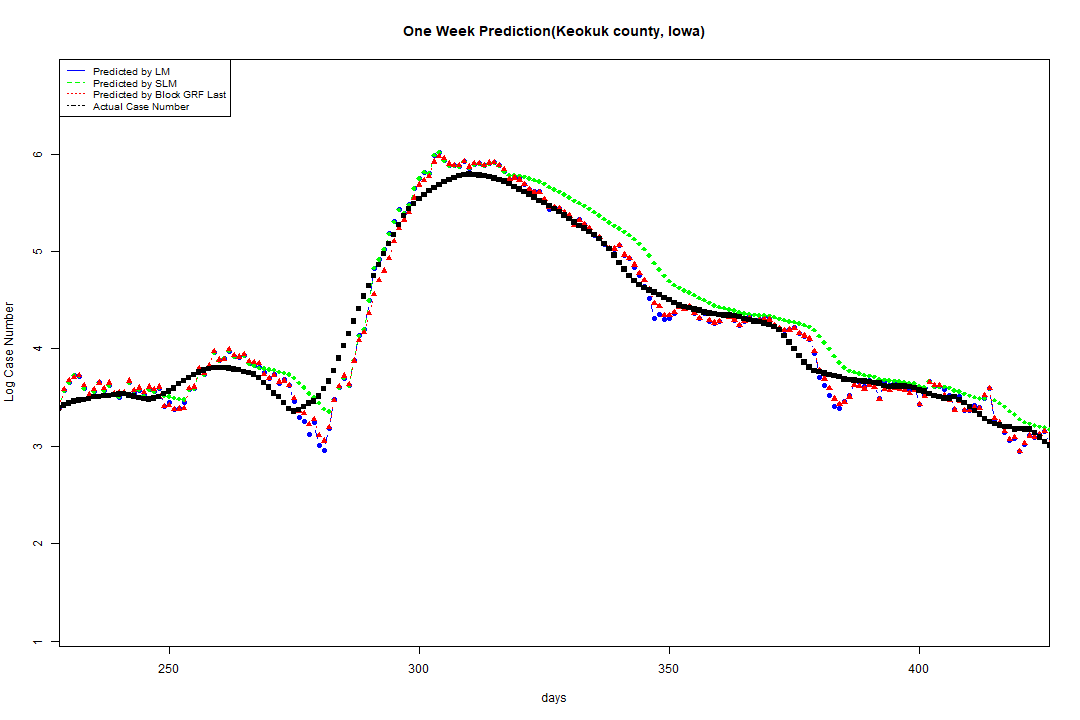 One Week Prediction(Keokuk county, Iowa)
Predicted by LM
Predicted by SLM
Predicted by Block GRF Last
Actual Case Number
6
5
4
3
2
1
Log Case Number
250
300
350
400
days